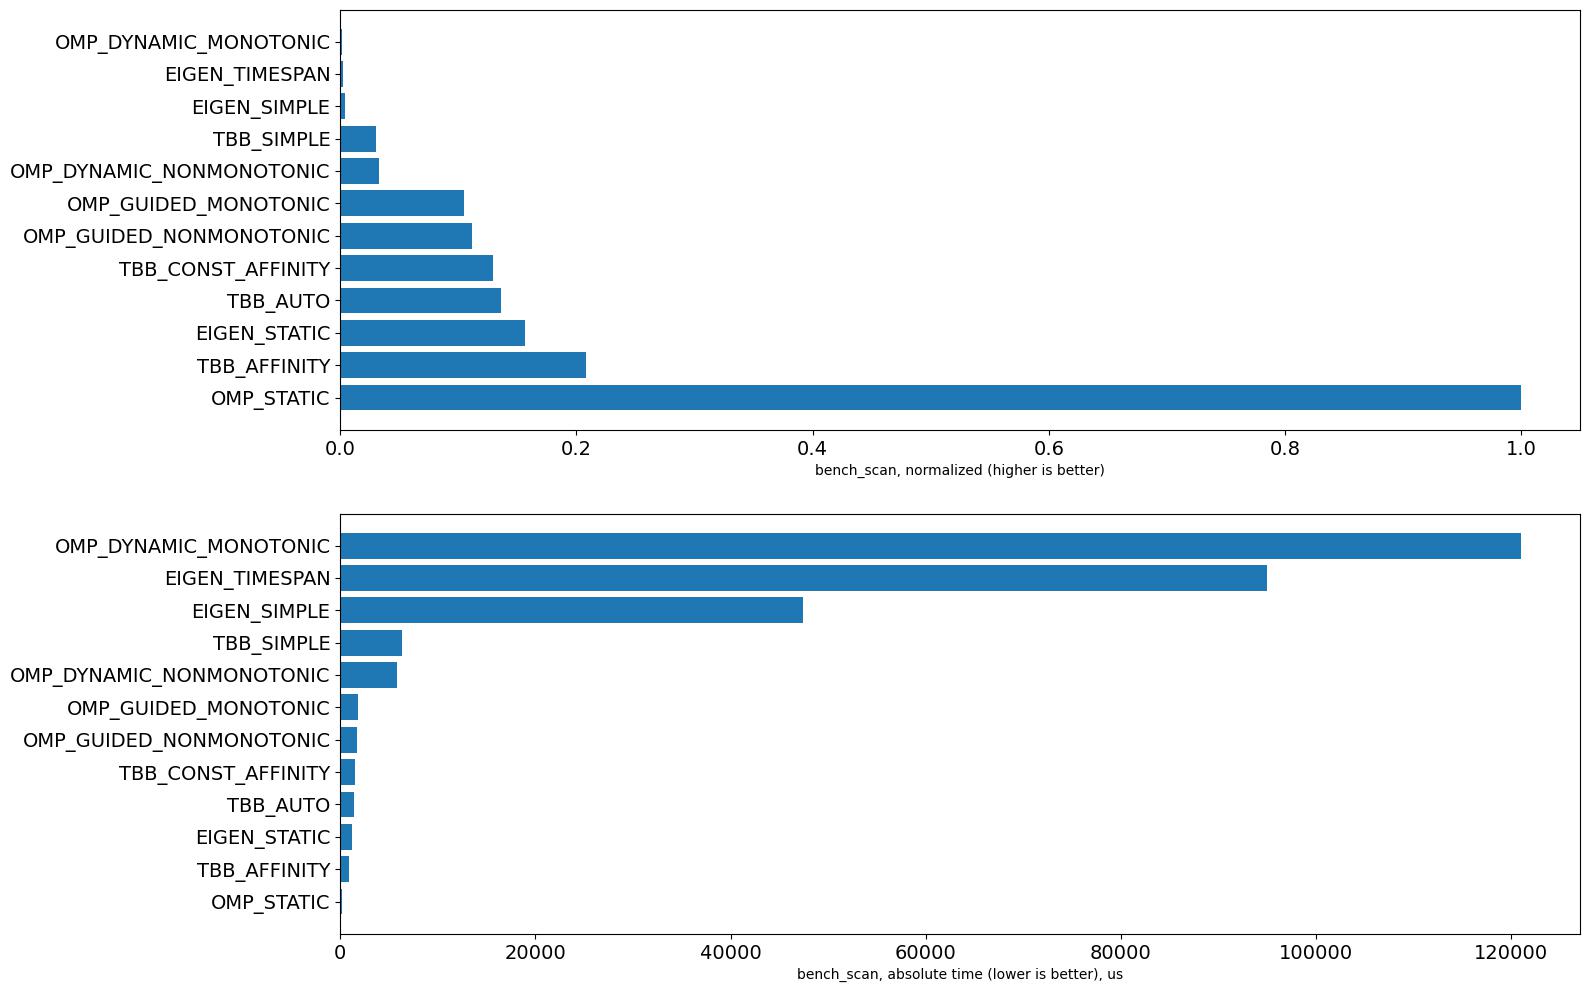 OMP_DYNAMIC_MONOTONIC
EIGEN_TIMESPAN
EIGEN_SIMPLE
TBB_SIMPLE
OMP_DYNAMIC_NONMONOTONIC
OMP_GUIDED_MONOTONIC
OMP_GUIDED_NONMONOTONIC
TBB_CONST_AFFINITY
TBB_AUTO
EIGEN_STATIC
TBB_AFFINITY
OMP_STATIC
0.0 0.2 0.4 0.6 0.8 1.0
bench_scan, normalized (higher is better)
OMP_DYNAMIC_MONOTONIC
EIGEN_TIMESPAN
EIGEN_SIMPLE
TBB_SIMPLE
OMP_DYNAMIC_NONMONOTONIC
OMP_GUIDED_MONOTONIC
OMP_GUIDED_NONMONOTONIC
TBB_CONST_AFFINITY
TBB_AUTO
EIGEN_STATIC
TBB_AFFINITY
OMP_STATIC
0 20000 40000 60000 80000 100000 120000
bench_scan, absolute time (lower is better), us